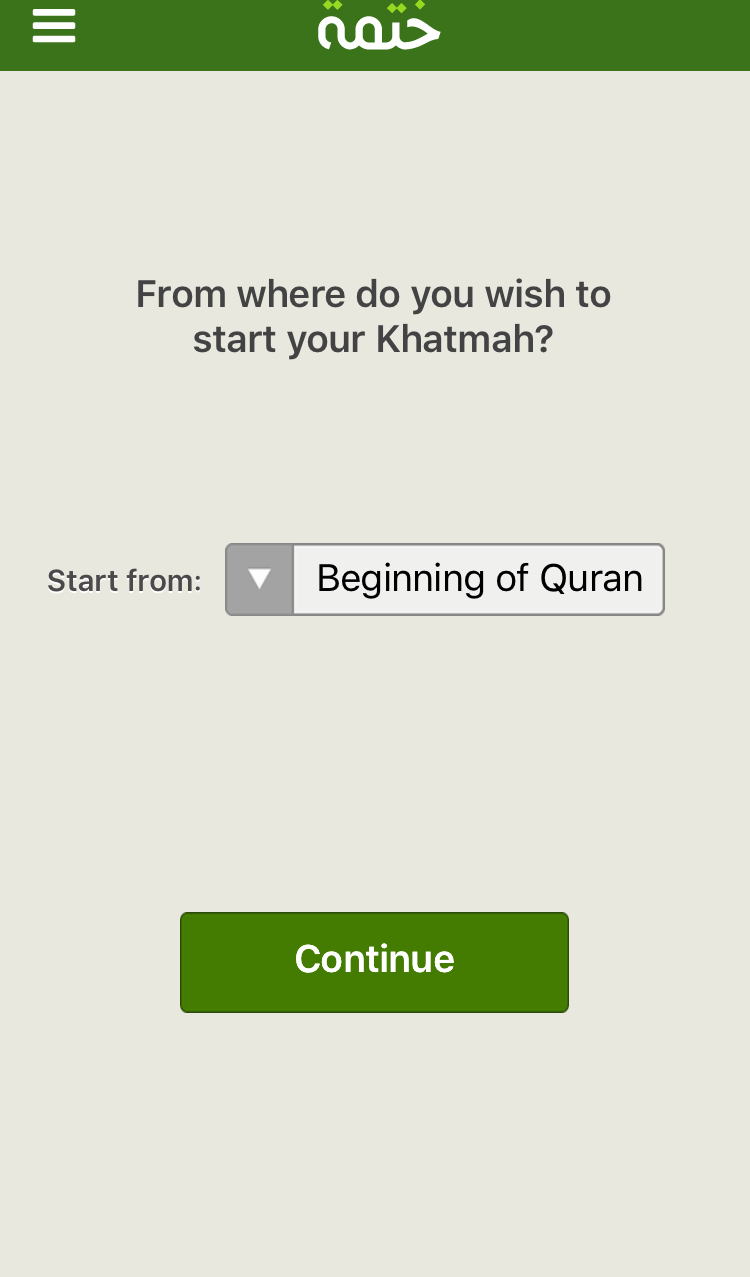 ختمة
From where do you wish to
start your Khatmah?
Start from: Beginning of Quran
Continue